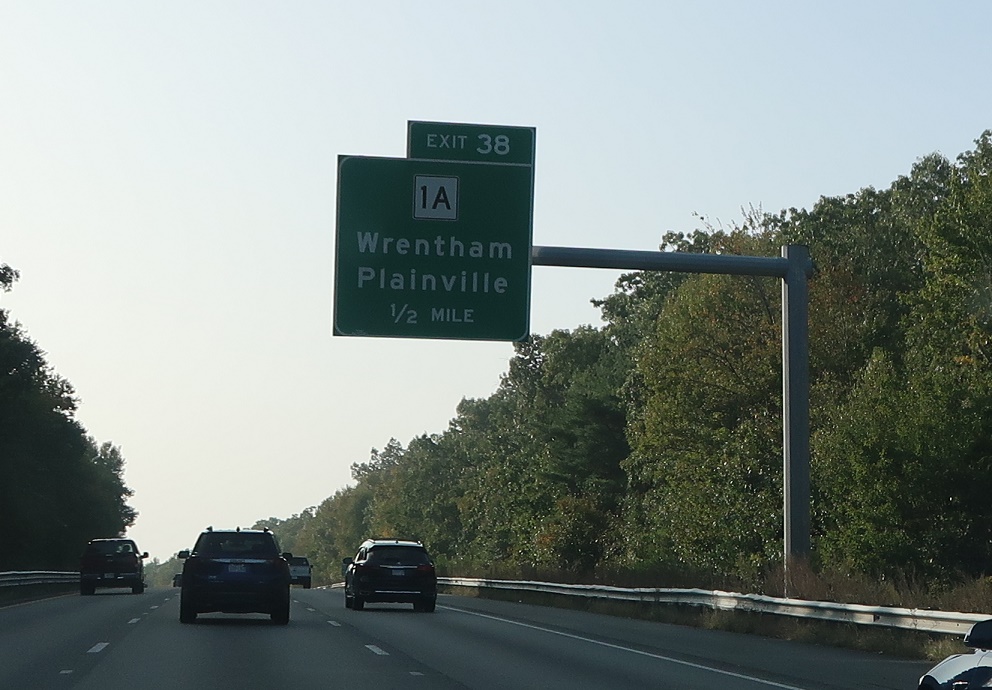 EXIT 38
1A
Wrentham
Plainville
1/2 MILE